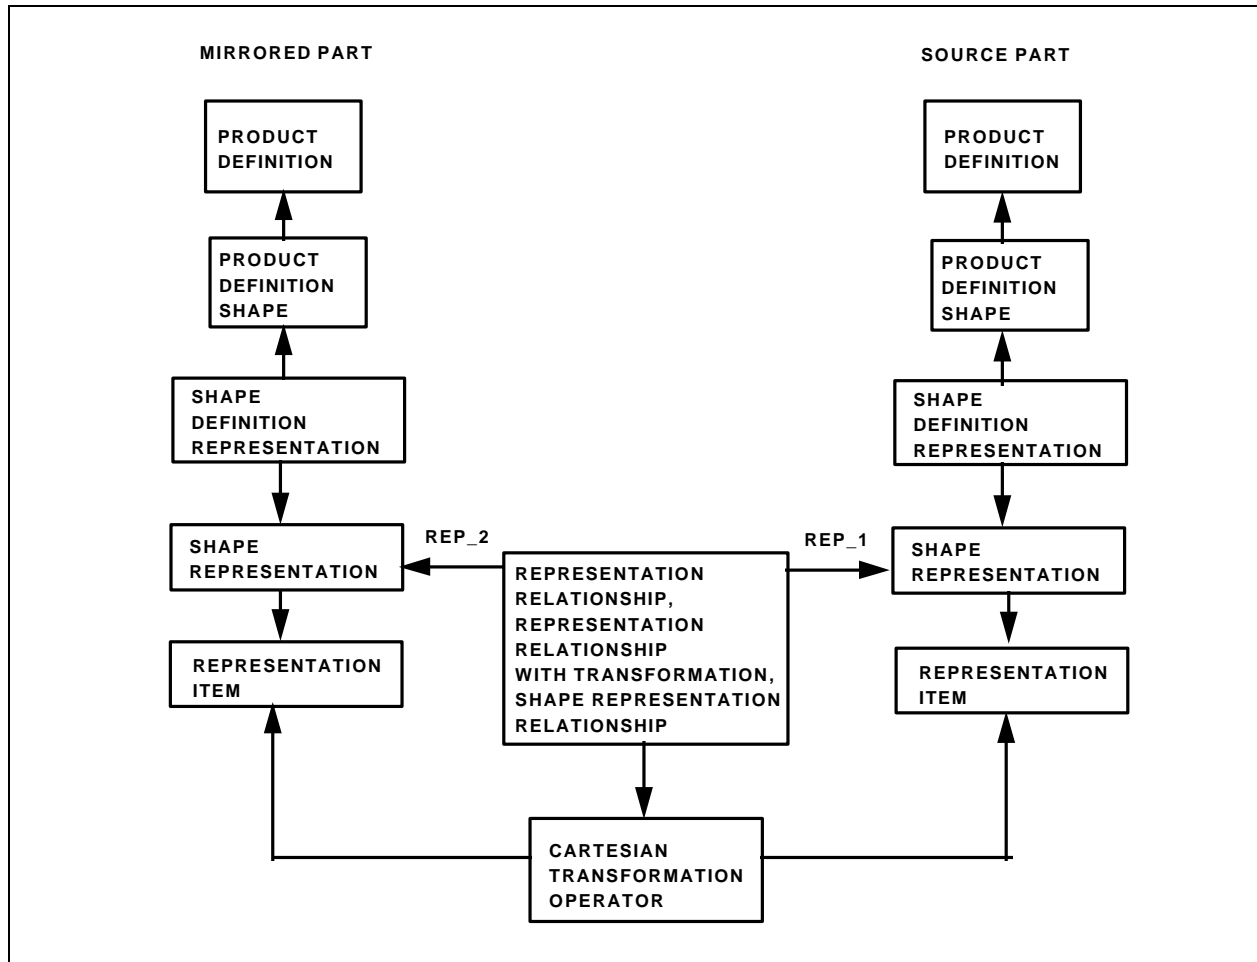 MIRRORED PART
SOURCE PART
PRODUCT
DEFINITION
PRODUCT
DEFINITION
PRODUCT
DEFINITION
SHAPE
PRODUCT
DEFINITION
SHAPE
SHAPE
DEFINITION
REPRESENTATION
SHAPE
DEFINITION
REPRESENTATION
SHAPE
REPRESENTATION
REP_2
REP_1
SHAPE
REPRESENTATION
REPRESENTATION
RELATIONSHIP,
REPRESENTATION
RELATIONSHIP
WITH TRANSFORMATION,
SHAPE REPRESENTATION
RELATIONSHIP
REPRESENTATION
ITEM
REPRESENTATION
ITEM
CARTESIAN
TRANSFORMATION
OPERATOR